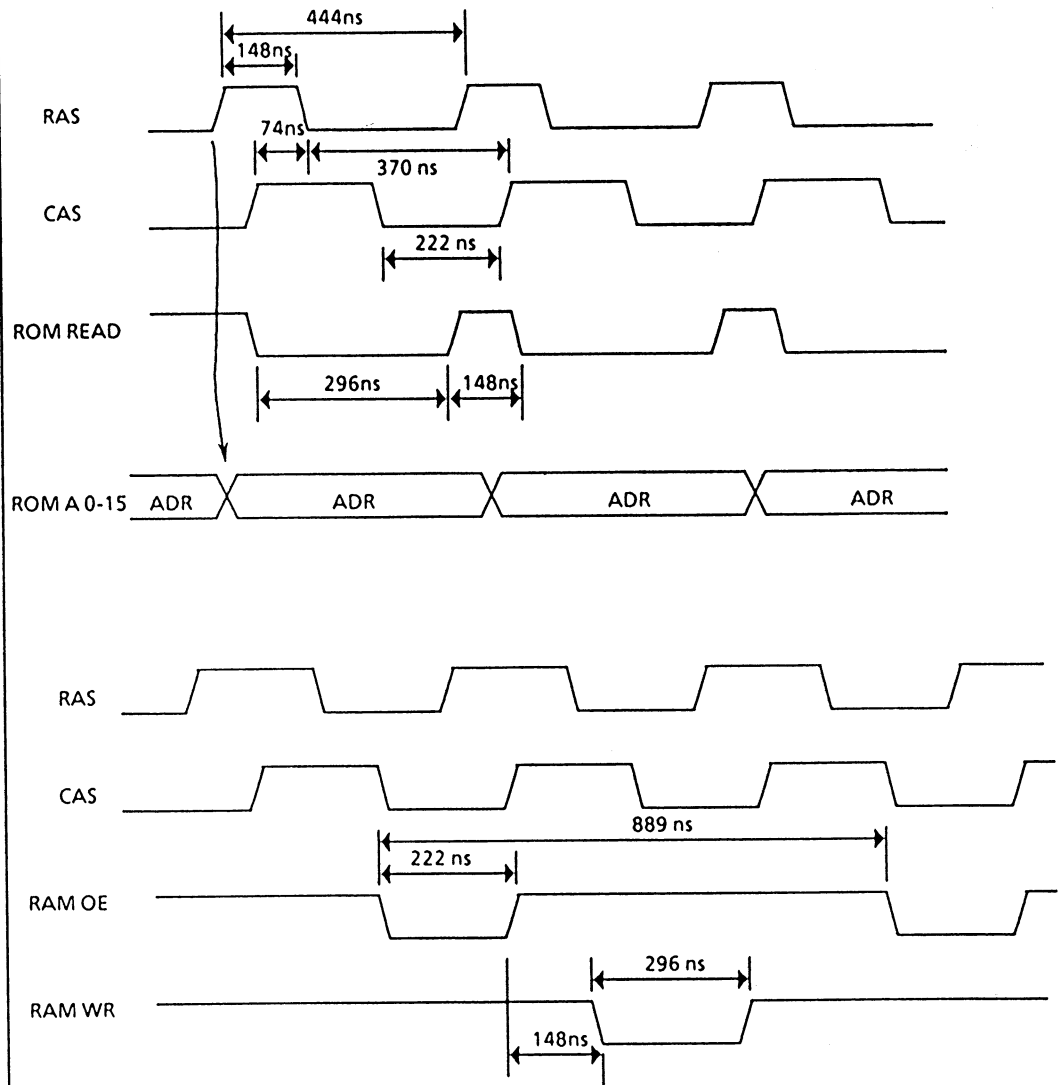 444ns
148ns
RAS
74ns
370 ns
CAS
222 ns
ROM READ
296ns
148ns
ROM A 0-15
ADR
ADR
ADR
ADR
RAS
CAS
889 ns
222 ns
RAM OE
296 ns
RAM WR
148ns